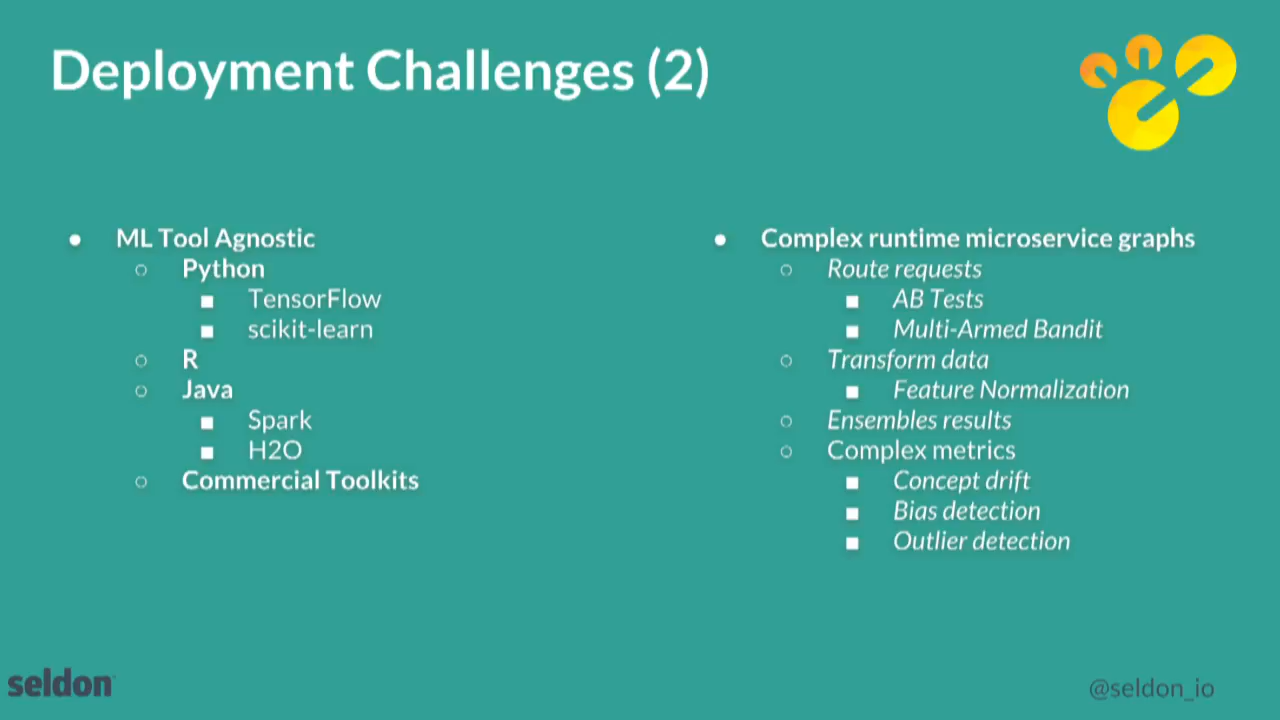 Deployment Challenges (2)
● ML Tool Agnostic
○ Python
■ TensorFlow
■ scikit-learn
○ R
○ Java
■ Spark
■ H2O
○ Commercial Toolkits
● Complex runtime microservice graphs
○ Route requests
■ AB Tests
■ Multi-Armed Bandit
○ Transform data
■ Feature Normalization
○ Ensembles results
○ Complex metrics
■ Concept drift
■ Bias detection
■ Outlier detection
seldon
@seldon_io